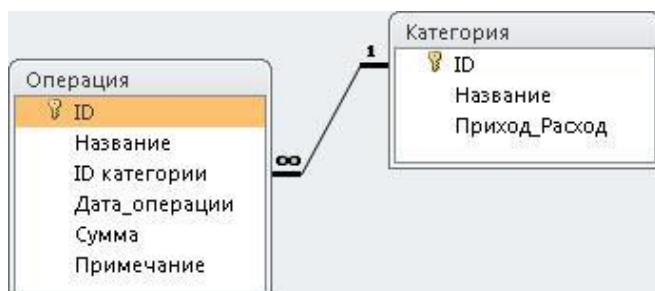 Операция
ID
Название
ID категории
Дата_операции
Сумма
Примечание
∞
1
Категория
ID
Название
Приход_Расход